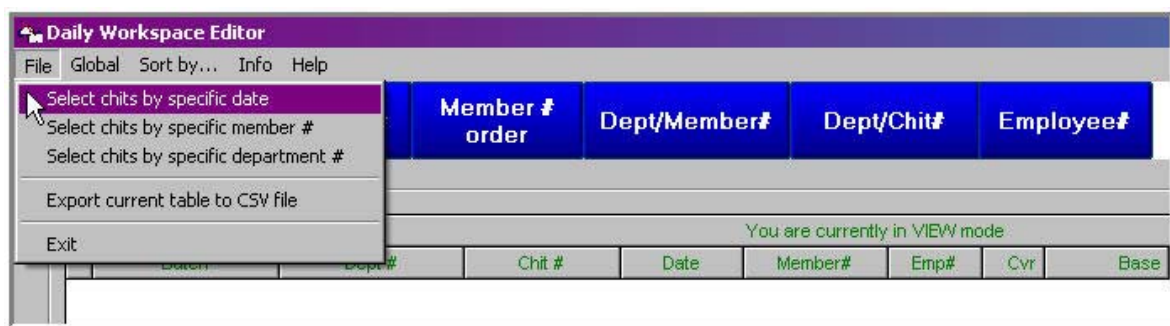 Daily Workspace Editor
File Global Sort by... Info Help
Select chits by specific date
Select chits by specific member #
Select chits by specific department #
Export current table to CSV file
Exit
Member #
order
Dept/Member#
Dept/Chit#
Employee#
You are currently in VIEW mode
Batch Dept # Chit # Date Member# Emp# Cvr Base